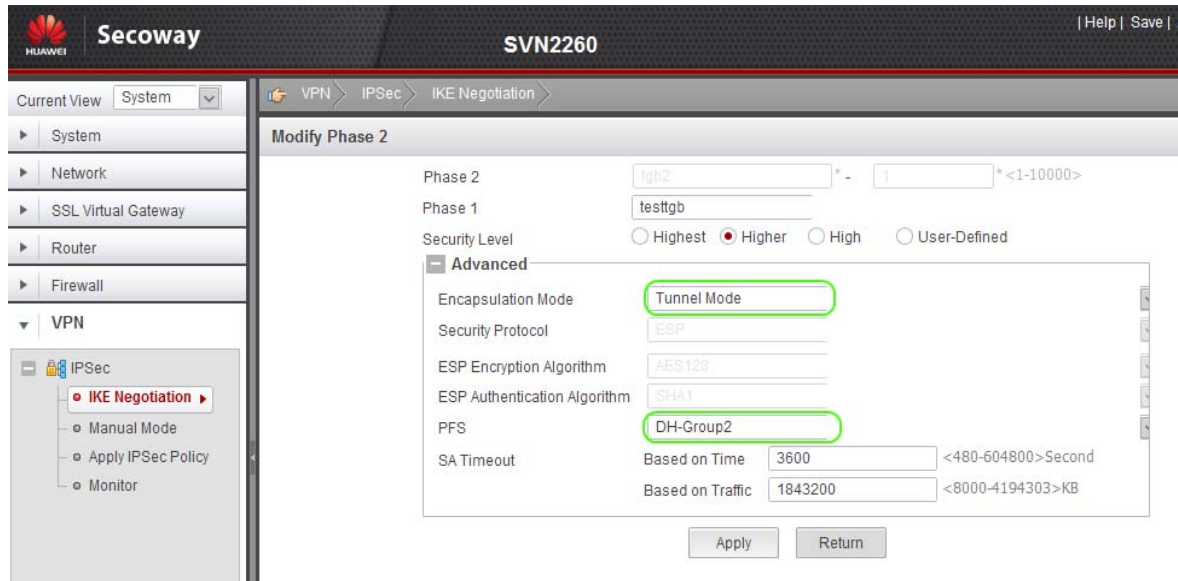 HUAWEI Secoway SVN2260 | Help | Save |
Current View System
VPN IPSec IKE Negotiation
System
Network
SSL Virtual Gateway
Router
Firewall
VPN
IPSec
IKE Negotiation
Manual Mode
Apply IPSec Policy
Monitor
Modify Phase 2
Phase 2 tgb2 * - 1 * <1-10000>
Phase 1 testtgb
Security Level Highest Higher High User-Defined
Advanced
Encapsulation Mode Tunnel Mode
Security Protocol ESP
ESP Encryption Algorithm AES128
ESP Authentication Algorithm SHA1
PFS DH-Group2
SA Timeout Based on Time 3600 <480-604800>Second
Based on Traffic 1843200 <8000-4194303>KB
Apply Return